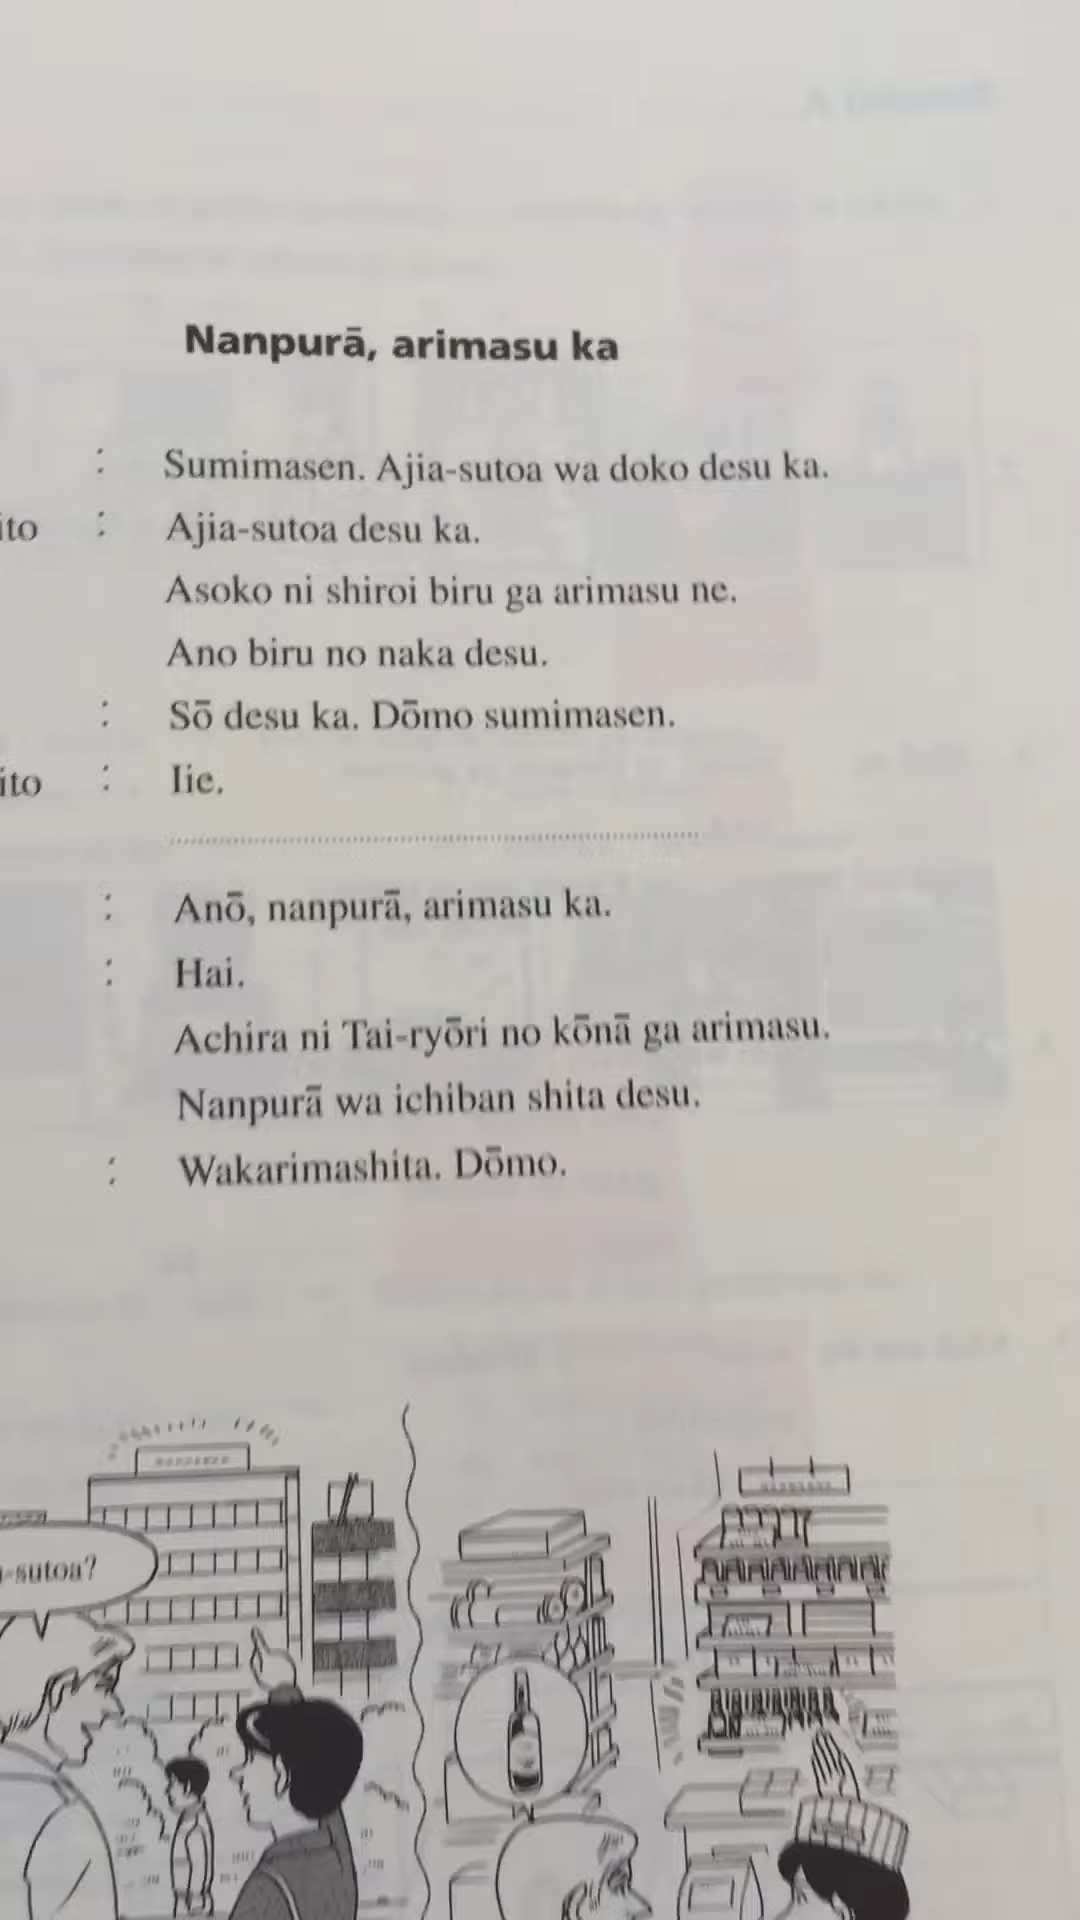 Nanpurā, arimasu ka
: Sumimasen. Ajia-sutoa wa doko desu ka.
ito : Ajia-sutoa desu ka.
Asoko ni shiroi biru ga arimasu ne.
Ano biru no naka desu.
: Sō desu ka. Dōmo sumimasen.
ito : Iie.
: Anō, nanpurā, arimasu ka.
: Hai.
Achira ni Tai-ryōri no kōnā ga arimasu.
Nanpurā wa ichiban shita desu.
: Wakarimashita. Dōmo.
-sutoa?